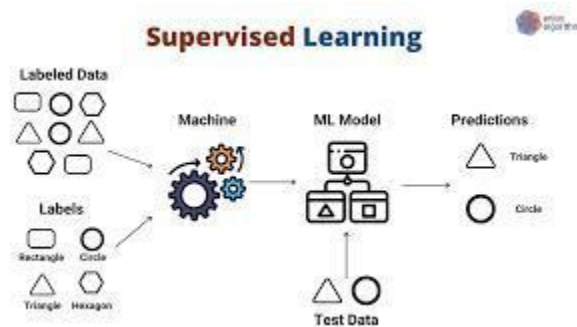 Supervised Learning
Labeled Data
Machine
ML Model
Predictions
Triangle
Circle
Labels
Rectangle Circle
Triangle Hexagon
Test Data